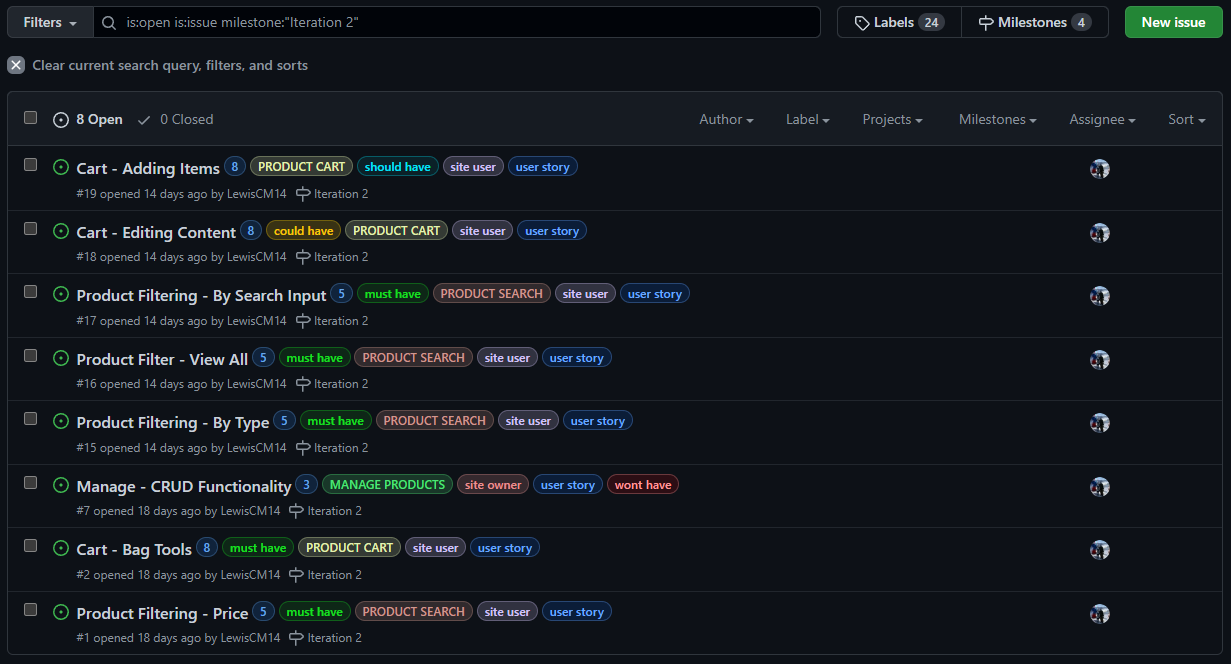 Filters is:open is:issue milestone:"Iteration 2" Labels 24 Milestones 4 New issue
Clear current search query, filters, and sorts
8 Open 0 Closed Author Label Projects Milestones Assignee Sort
Cart - Adding Items 8 PRODUCT CART should have site user user story
#19 opened 14 days ago by LewisCM14 Iteration 2
Cart - Editing Content 8 could have PRODUCT CART site user user story
#18 opened 14 days ago by LewisCM14 Iteration 2
Product Filtering - By Search Input 5 must have PRODUCT SEARCH site user user story
#17 opened 14 days ago by LewisCM14 Iteration 2
Product Filter - View All 5 must have PRODUCT SEARCH site user user story
#16 opened 14 days ago by LewisCM14 Iteration 2
Product Filtering - By Type 5 must have PRODUCT SEARCH site user user story
#15 opened 14 days ago by LewisCM14 Iteration 2
Manage - CRUD Functionality 3 MANAGE PRODUCTS site owner user story wont have
#7 opened 18 days ago by LewisCM14 Iteration 2
Cart - Bag Tools 8 must have PRODUCT CART site user user story
#2 opened 18 days ago by LewisCM14 Iteration 2
Product Filtering - Price 5 must have PRODUCT SEARCH site user user story
#1 opened 18 days ago by LewisCM14 Iteration 2